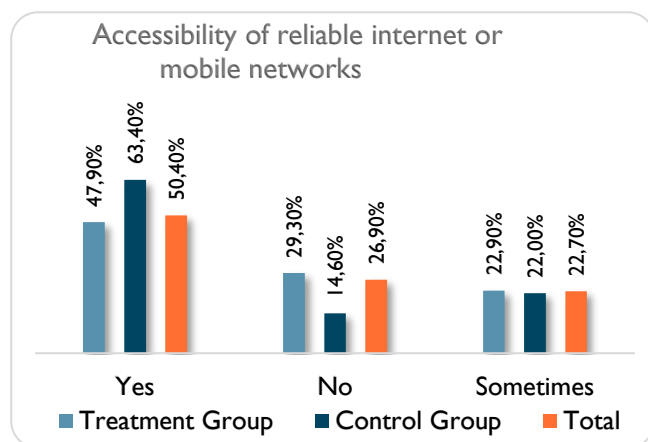 Accessibility of reliable internet or
mobile networks
47,90%
63,40%
50,40%
29,30%
14,60%
26,90%
22,90%
22,00%
22,70%
Yes
No
Sometimes
Treatment Group
Control Group
Total